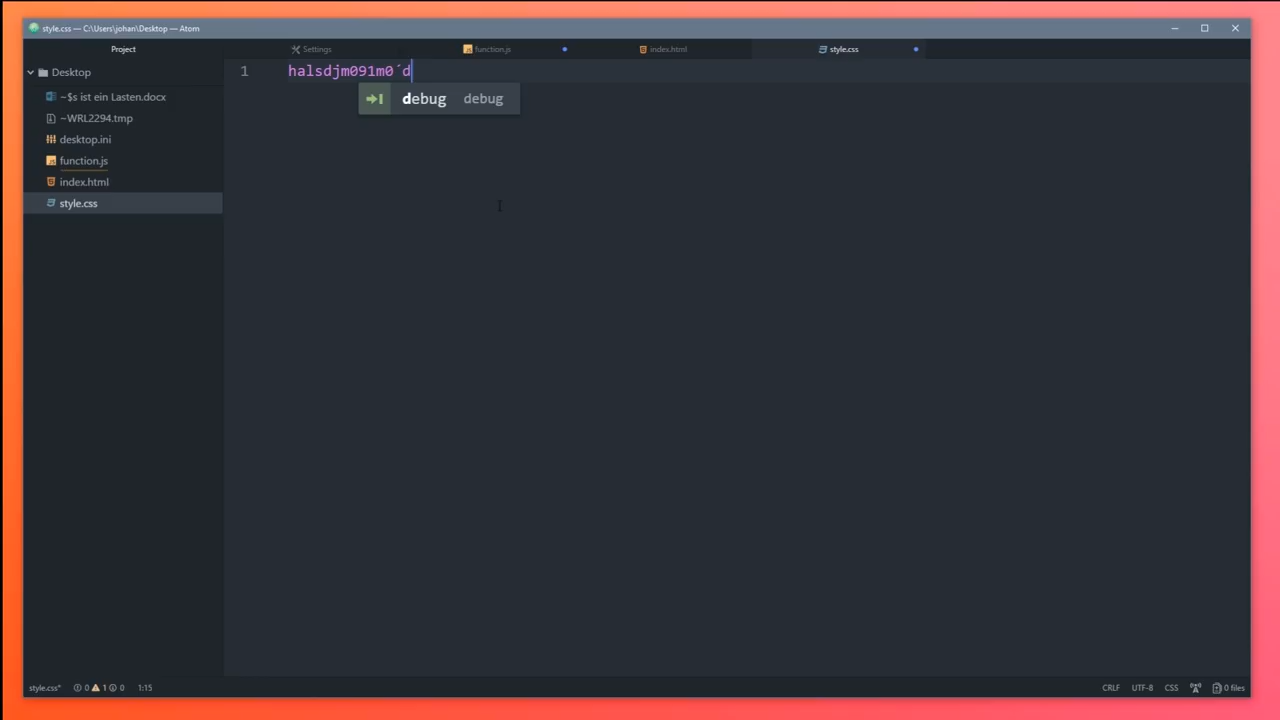 style.css — C:\Users\johan\Desktop — Atom
Project
Settings
function.js
index.html
style.css
Desktop
~$s ist ein Lasten.docx
~WRL2294.tmp
desktop.ini
function.js
index.html
style.css
1 halsdjm091m0´d
debug debug
style.css* 0 1 0 1:15
CRLF UTF-8 CSS 0 files